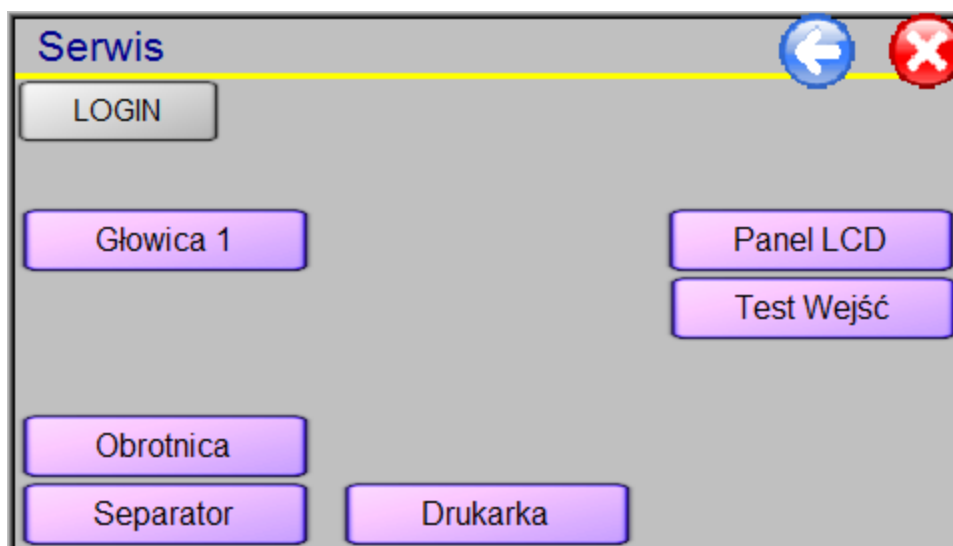 Serwis
LOGIN
Głowica 1
Panel LCD
Test Wejść
Obrotnica
Separator
Drukarka